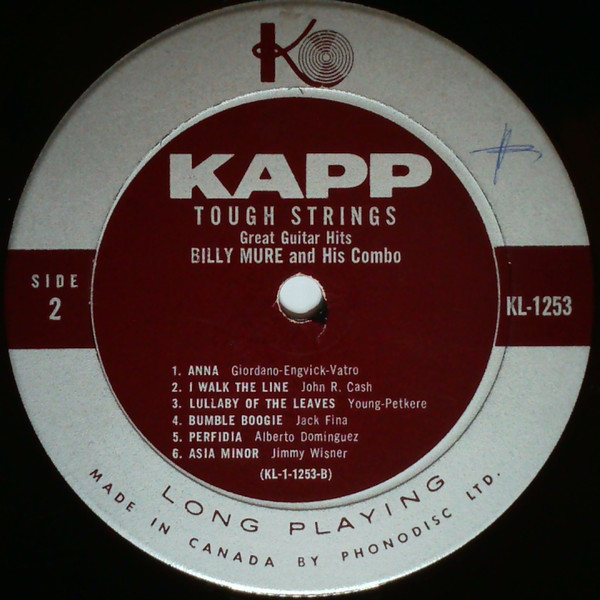 K
KAPP
TOUGH STRINGS
Great Guitar Hits
BILLY MURE and His Combo
SIDE
2
KL-1253
1. ANNA Giordano-Engvick-Vatro
2. I WALK THE LINE John R. Cash
3. LULLABY OF THE LEAVES Young-Petkere
4. BUMBLE BOOGIE Jack Fina
5. PERFIDIA Alberto Dominguez
6. ASIA MINOR Jimmy Wisner
(KL-1-1253-B)
LONG PLAYING
MADE IN CANADA BY PHONODISC LTD.